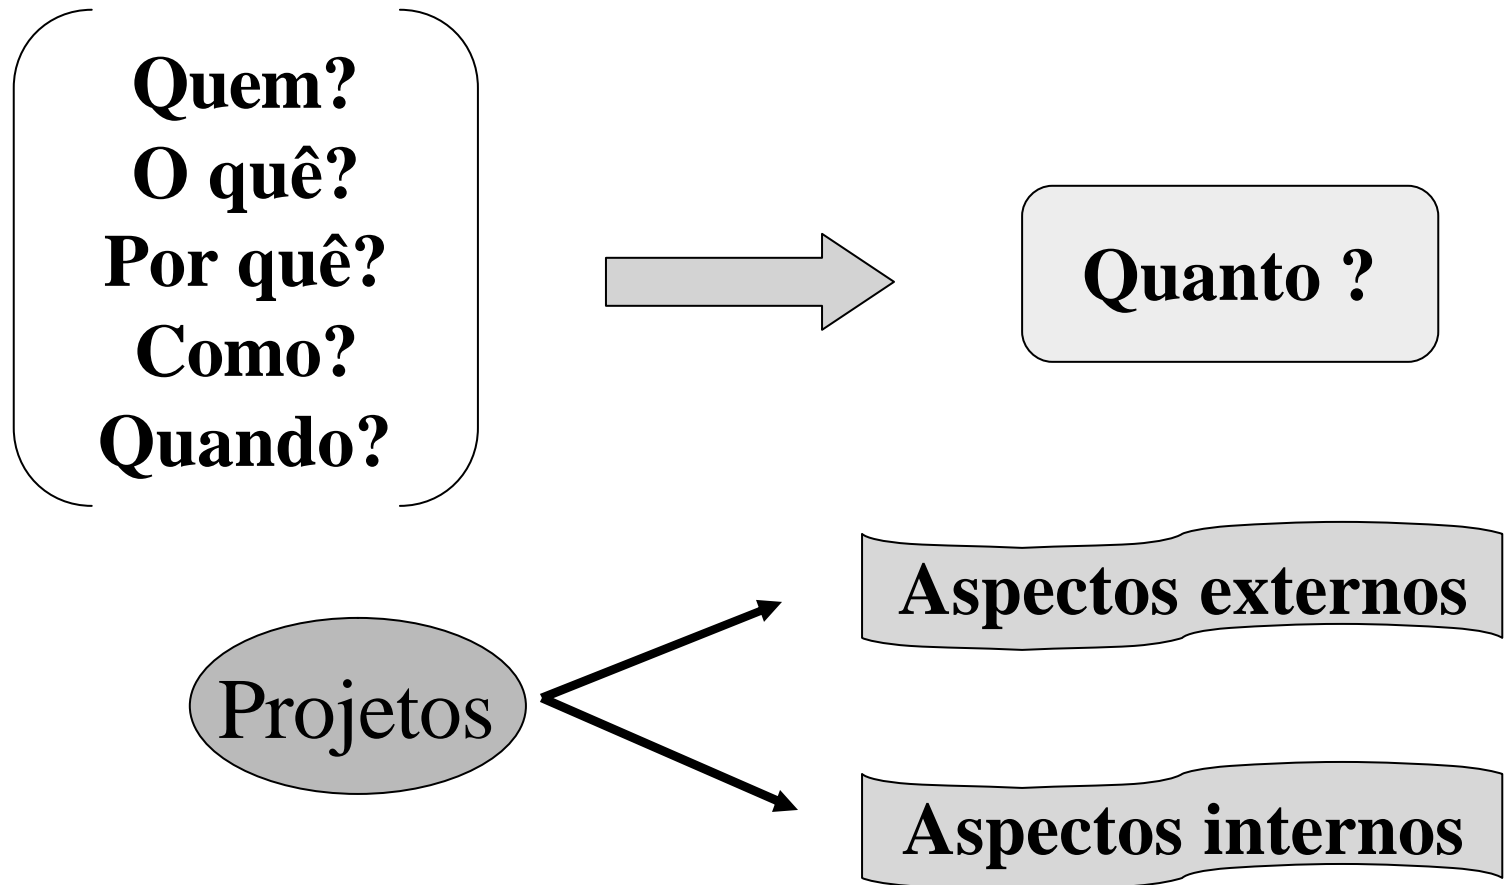 Quem?
O quê?
Por quê?
Como?
Quando?
Quanto ?
Aspectos externos
Projetos
Aspectos internos